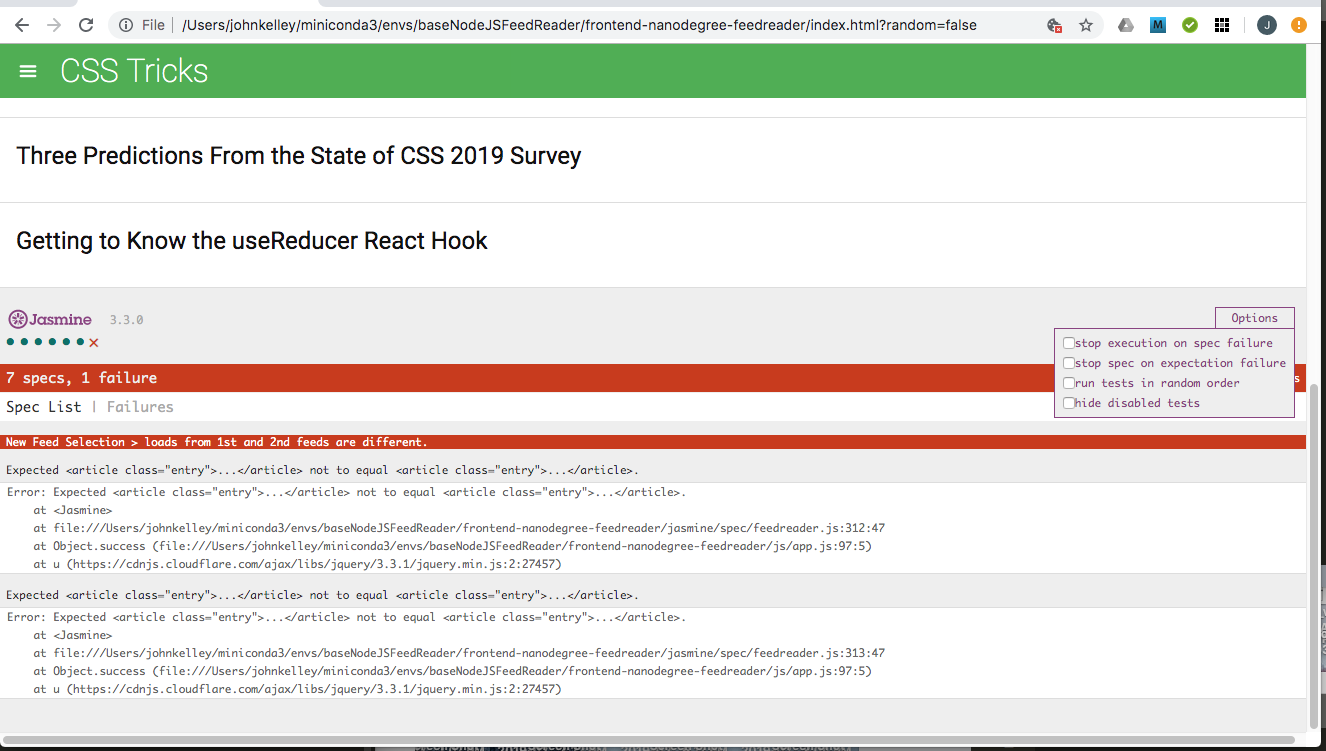 File /Users/johnkelley/miniconda3/envs/baseNodeJSFeedReader/frontend-nanodegree-feedreader/index.html?random=false M J
CSS Tricks
Three Predictions From the State of CSS 2019 Survey
Getting to Know the useReducer React Hook
Jasmine 3.3.0
Options
stop execution on spec failure
stop spec on expectation failure
run tests in random order
hide disabled tests
7 specs, 1 failure
s
Spec List | Failures
New Feed Selection > loads from 1st and 2nd feeds are different.
Expected <article class="entry">...</article> not to equal <article class="entry">...</article>.
Error: Expected <article class="entry">...</article> not to equal <article class="entry">...</article>.
at <Jasmine>
at file:///Users/johnkelley/miniconda3/envs/baseNodeJSFeedReader/frontend-nanodegree-feedreader/jasmine/spec/feedreader.js:312:47
at Object.success (file:///Users/johnkelley/miniconda3/envs/baseNodeJSFeedReader/frontend-nanodegree-feedreader/js/app.js:97:5)
at u (https://cdnjs.cloudflare.com/ajax/libs/jquery/3.3.1/jquery.min.js:2:27457)
Expected <article class="entry">...</article> not to equal <article class="entry">...</article>.
Error: Expected <article class="entry">...</article> not to equal <article class="entry">...</article>.
at <Jasmine>
at file:///Users/johnkelley/miniconda3/envs/baseNodeJSFeedReader/frontend-nanodegree-feedreader/jasmine/spec/feedreader.js:313:47
at Object.success (file:///Users/johnkelley/miniconda3/envs/baseNodeJSFeedReader/frontend-nanodegree-feedreader/js/app.js:97:5)
at u (https://cdnjs.cloudflare.com/ajax/libs/jquery/3.3.1/jquery.min.js:2:27457)